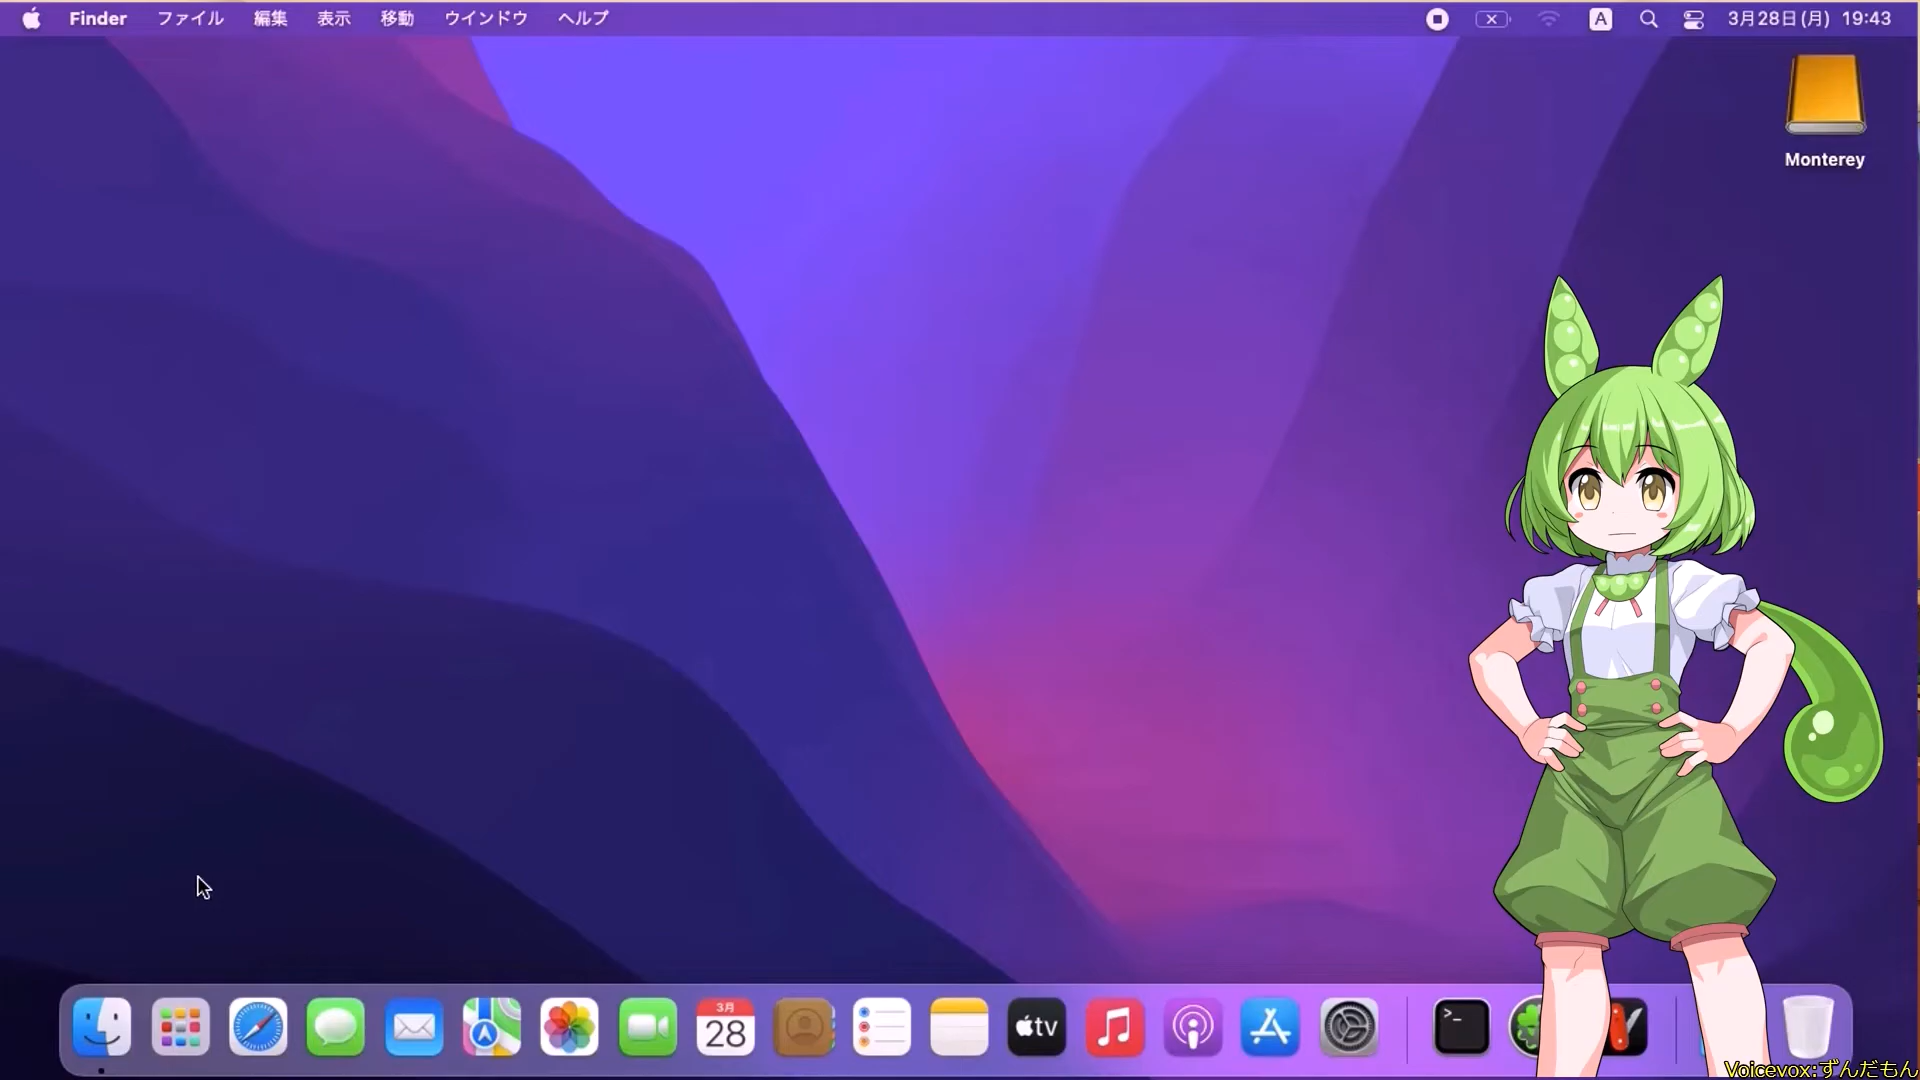 Finder ファイル 編集 表示 移動 ウインドウ ヘルプ A 3月28日(月) 19:43
Monterey
3月
28
tv
>_
Voicevox:ずんだもん